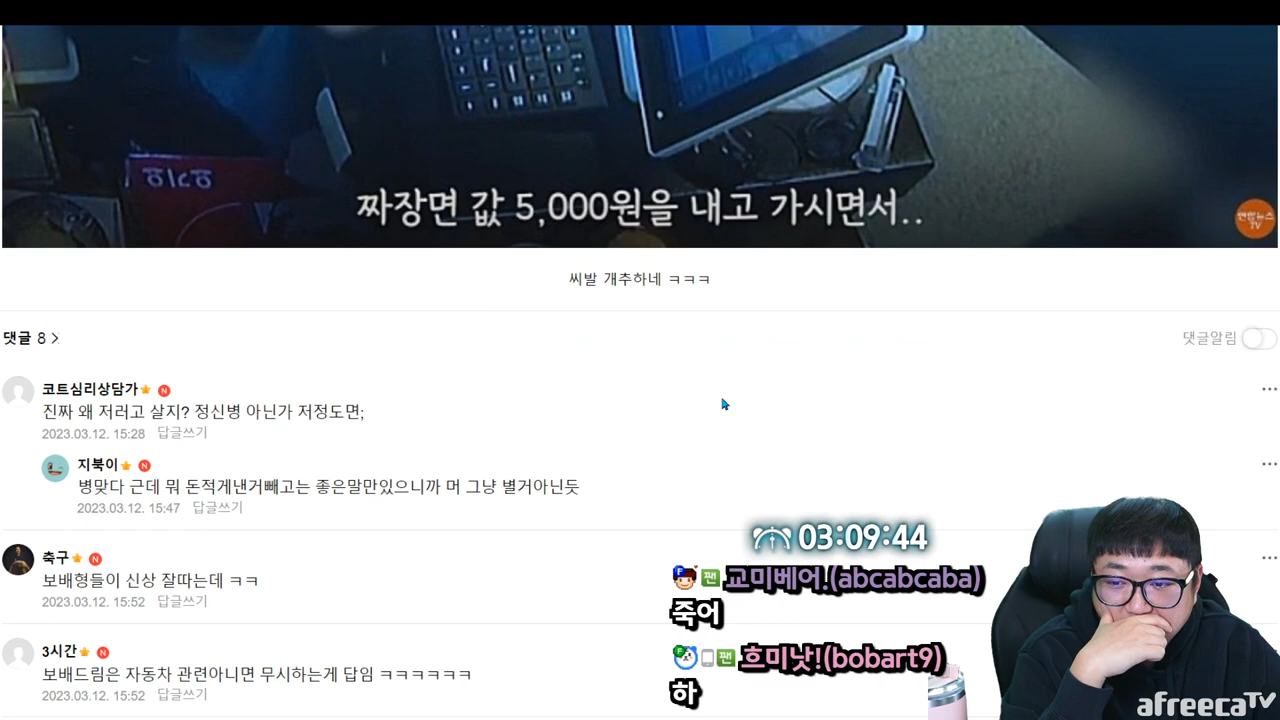 짜장면 값 5,000원을 내고 가시면서..
연합뉴스
TV
씨발 개추하네 ㅋㅋㅋ
댓글 8
댓글알림
코트심리상담가 N
진짜 왜 저러고 살지? 정신병 아닌가 저정도면;
2023.03.12. 15:28 답글쓰기
지북이 N
병맞다 근데 뭐 돈적게낸거빼고는 좋은말만있으니까 머 그냥 별거아닌듯
2023.03.12. 15:47 답글쓰기
축구 N
보배형들이 신상 잘따는데 ㅋㅋ
2023.03.12. 15:52 답글쓰기
3시간 N
보배드림은 자동차 관련아니면 무시하는게 답임 ㅋㅋㅋㅋㅋㅋ
2023.03.12. 15:52 답글쓰기
03:09:44
F 팬 교미베어.(abcabcaba)
죽어
F 팬 흐미낫!(bobart9)
하
afreecaTV